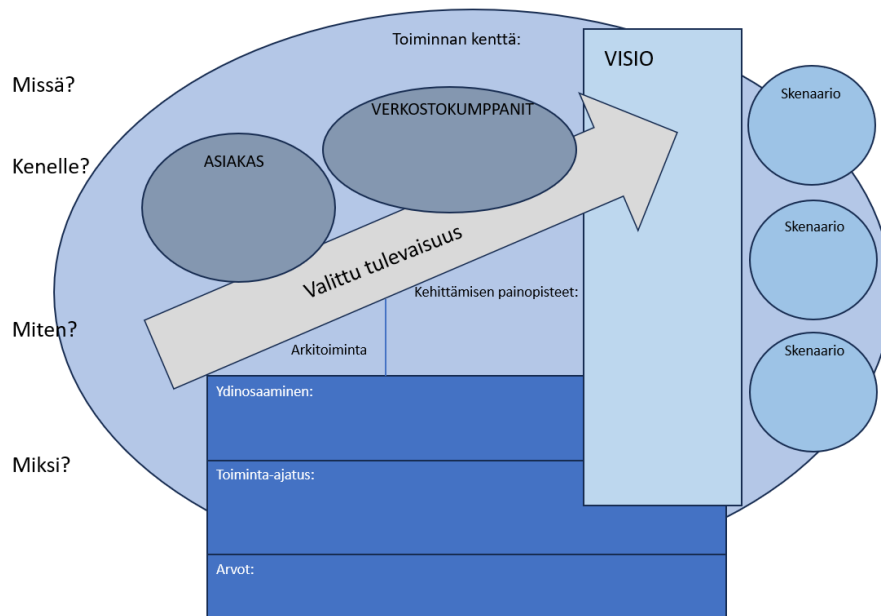 Toiminnan kenttä:
VISIO
Missä?
Skenaario
VERKOSTOKUMPPANIT
Kenelle?
ASIAKAS
Skenaario
Valittu tulevaisuus
Kehittämisen painopisteet:
Miten?
Arkitoiminta
Skenaario
Ydinosaaminen:
Miksi?
Toiminta-ajatus:
Arvot: